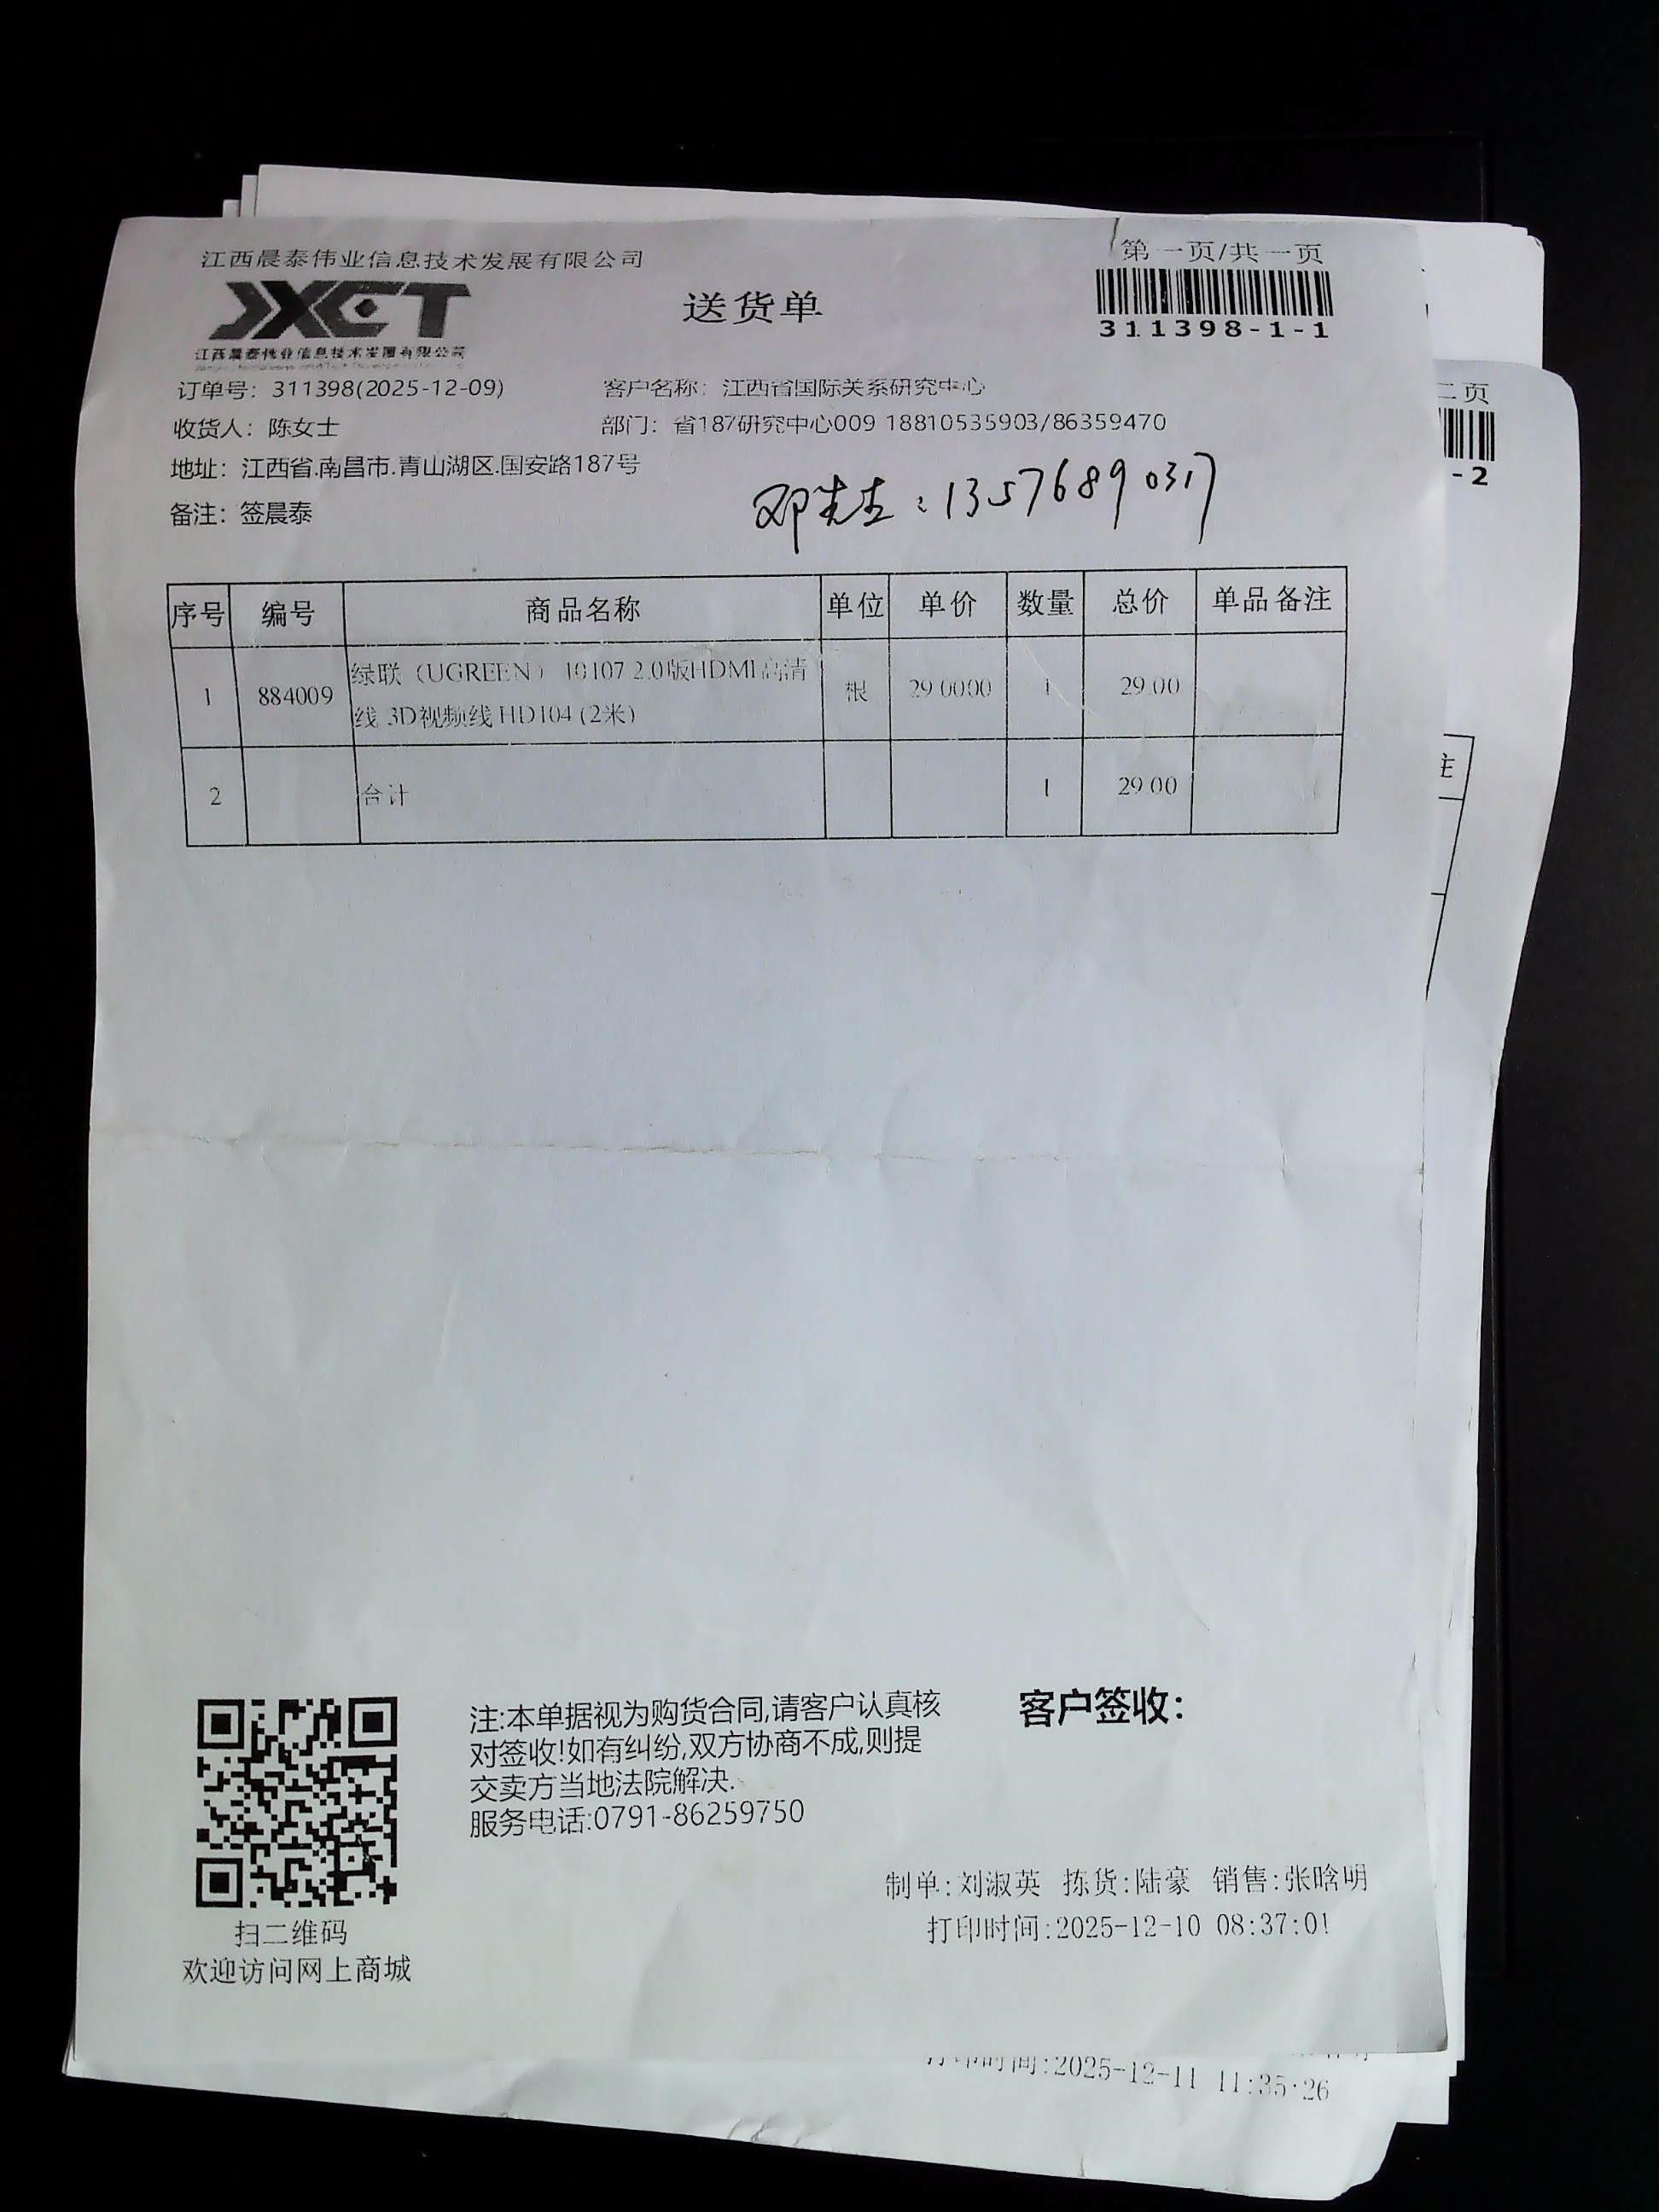 江西晨泰伟业信息技术发展有限公司
第一页/共一页
JXCT
送货单
311398-1-1
江西晨泰伟业信息技术发展有限公司
订单号: 311398(2025-12-09)
客户名称: 江西省国际关系研究中心
收货人: 陈女士
部门: 省187研究中心009 18810535903/86359470
地址: 江西省.南昌市.青山湖区.国安路187号
备注: 签晨泰
邓先生:13576890317
序号 编号 商品名称 单位 单价 数量 总价 单品备注
1 884009 绿联（UGREEN） 10107 2.0版HDMI高清
线 3D视频线 HD104 (2米) 根 29.0000 1 29.00
2 合计 1 29.00
二页
-2
注
注:本单据视为购货合同,请客户认真核
对签收!如有纠纷,双方协商不成,则提
交卖方当地法院解决.
服务电话:0791-86259750
客户签收:
扫二维码
欢迎访问网上商城
制单:刘淑英 拣货:陆豪 销售:张晗明
打印时间:2025-12-10 08:37:01
打印时间:2025-12-11 11:35:26